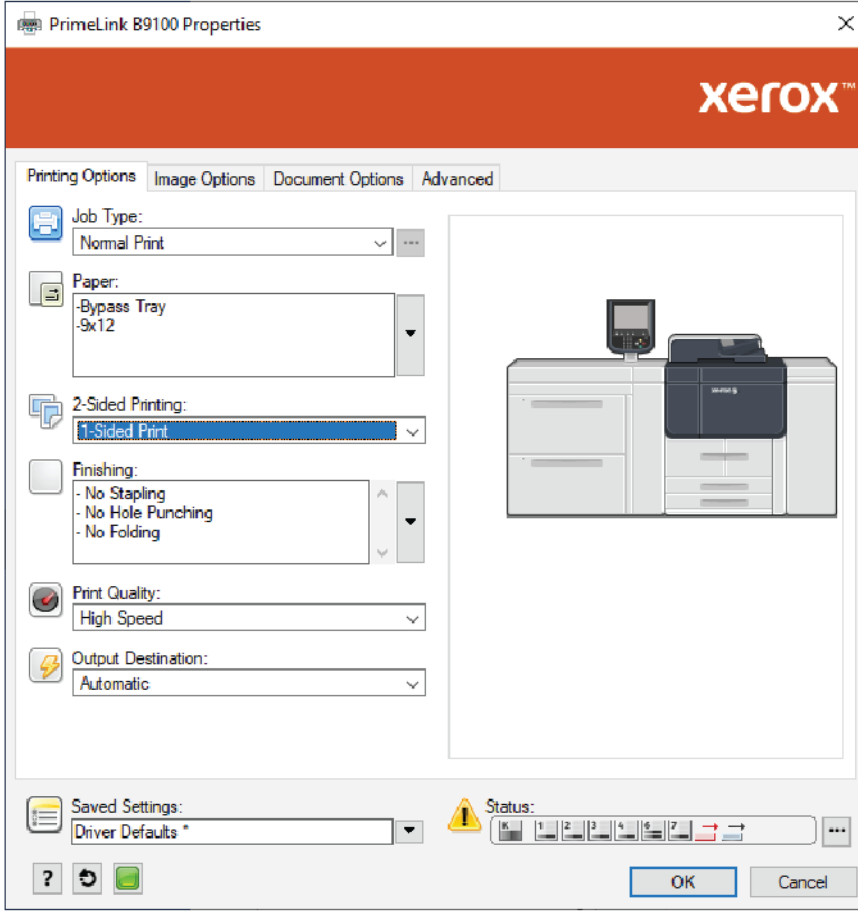 PrimeLink B9100 Properties
xerox™
Printing Options Image Options Document Options Advanced
Job Type:
Normal Print
Paper:
-Bypass Tray
-9x12
2-Sided Printing:
1-Sided Print
Finishing:
- No Stapling
- No Hole Punching
- No Folding
Print Quality:
High Speed
Output Destination:
Automatic
xerox
Saved Settings:
Driver Defaults *
Status:
K 1 2 3 4 6 7
?
OK Cancel